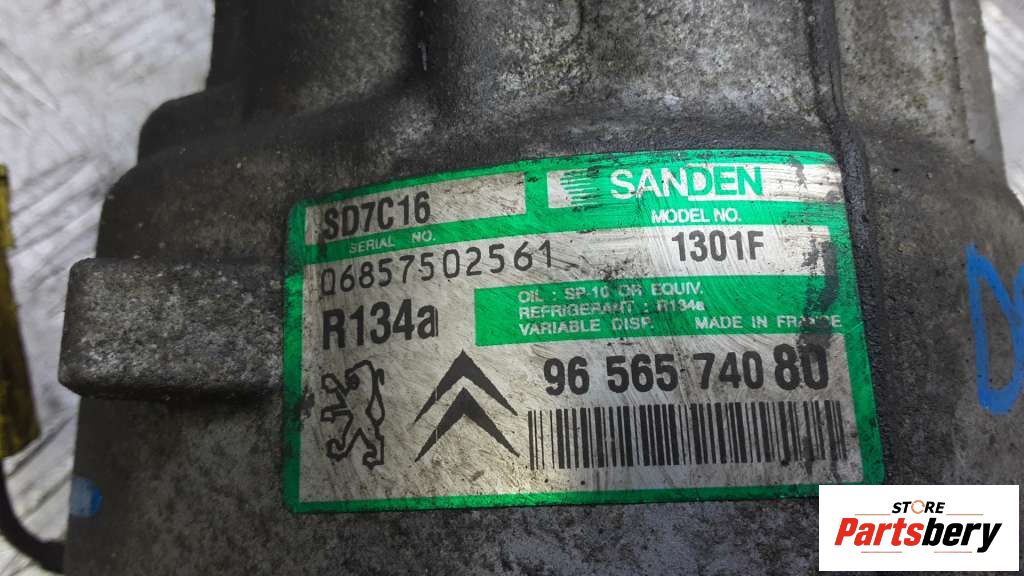 SD7C16
SANDEN
SERIAL NO.
MODEL NO.
06857502561
1301F
R134a
OIL : SP-10 OR EQUIV.
REFRIGERANT : R134a
VARIABLE DISP. MADE IN FRANCE
96 565 740 80
STORE
Partsbery